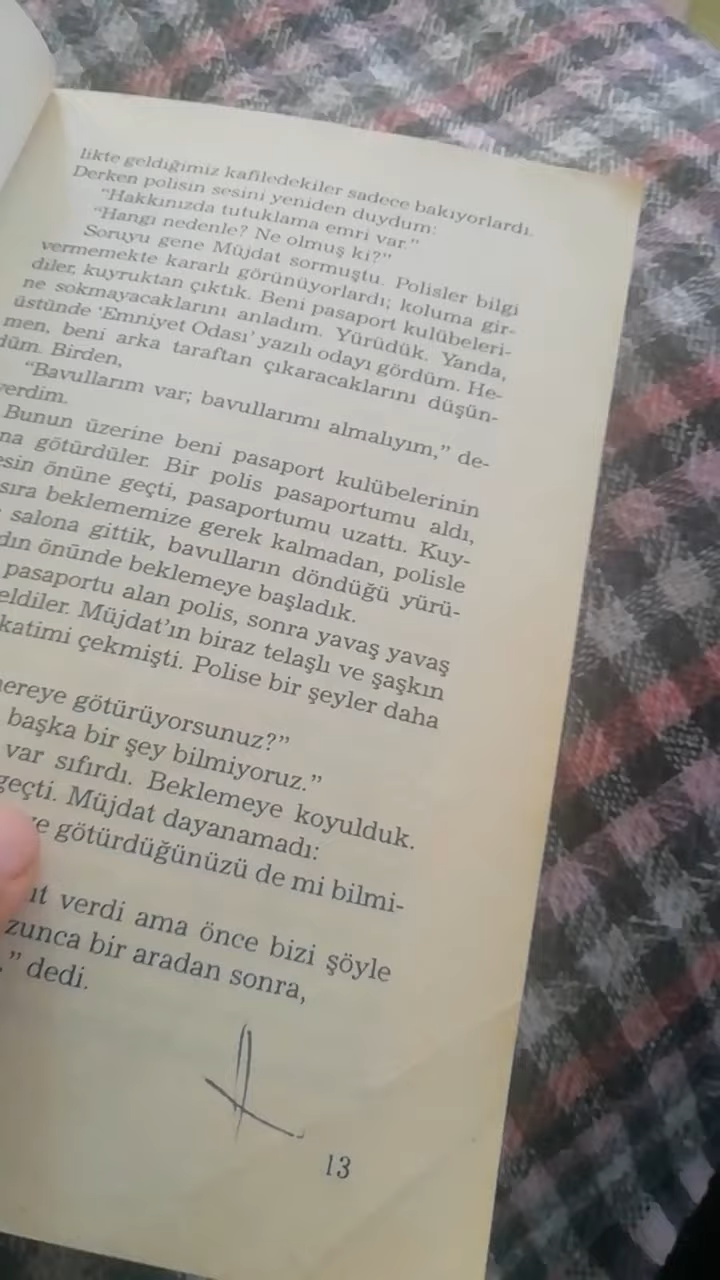 likte geldiğimiz kafiledekiler sadece bakıyorlardı.
Derken polisin sesini yeniden duydum:
"Hakkınızda tutuklama emri var."
"Hangi nedenle? Ne olmuş ki?"
Soruyu gene Müjdat sormuştu. Polisler bilgi
vermemekte kararlı görünüyorlardı; koluma gir-
diler, kuyruktan çıktık. Beni pasaport kulübeleri-
ne sokmayacaklarını anladım. Yürüdük. Yanda,
üstünde 'Emniyet Odası' yazılı odayı gördüm. He-
men, beni arka taraftan çıkaracaklarını düşün-
düm. Birden,
"Bavullarım var; bavullarımı almalıyım," de-
verdim.
Bunun üzerine beni pasaport kulübelerinin
na götürdüler. Bir polis pasaportumu aldı,
esin önüne geçti, pasaportumu uzattı. Kuy-
sıra beklememize gerek kalmadan, polisle
salona gittik, bavulların döndüğü yürü-
dın önünde beklemeye başladık.
pasaportu alan polis, sonra yavaş yavaş
eldiler. Müjdat'ın biraz telaşlı ve şaşkın
katimi çekmişti. Polise bir şeyler daha
nereye götürüyorsunuz?"
başka bir şey bilmiyoruz."
var sıfırdı. Beklemeye koyulduk.
geçti. Müjdat dayanamadı:
ye götürdüğünüzü de mi bilmi-
ıt verdi ama önce bizi şöyle
zunca bir aradan sonra,
." dedi.
13